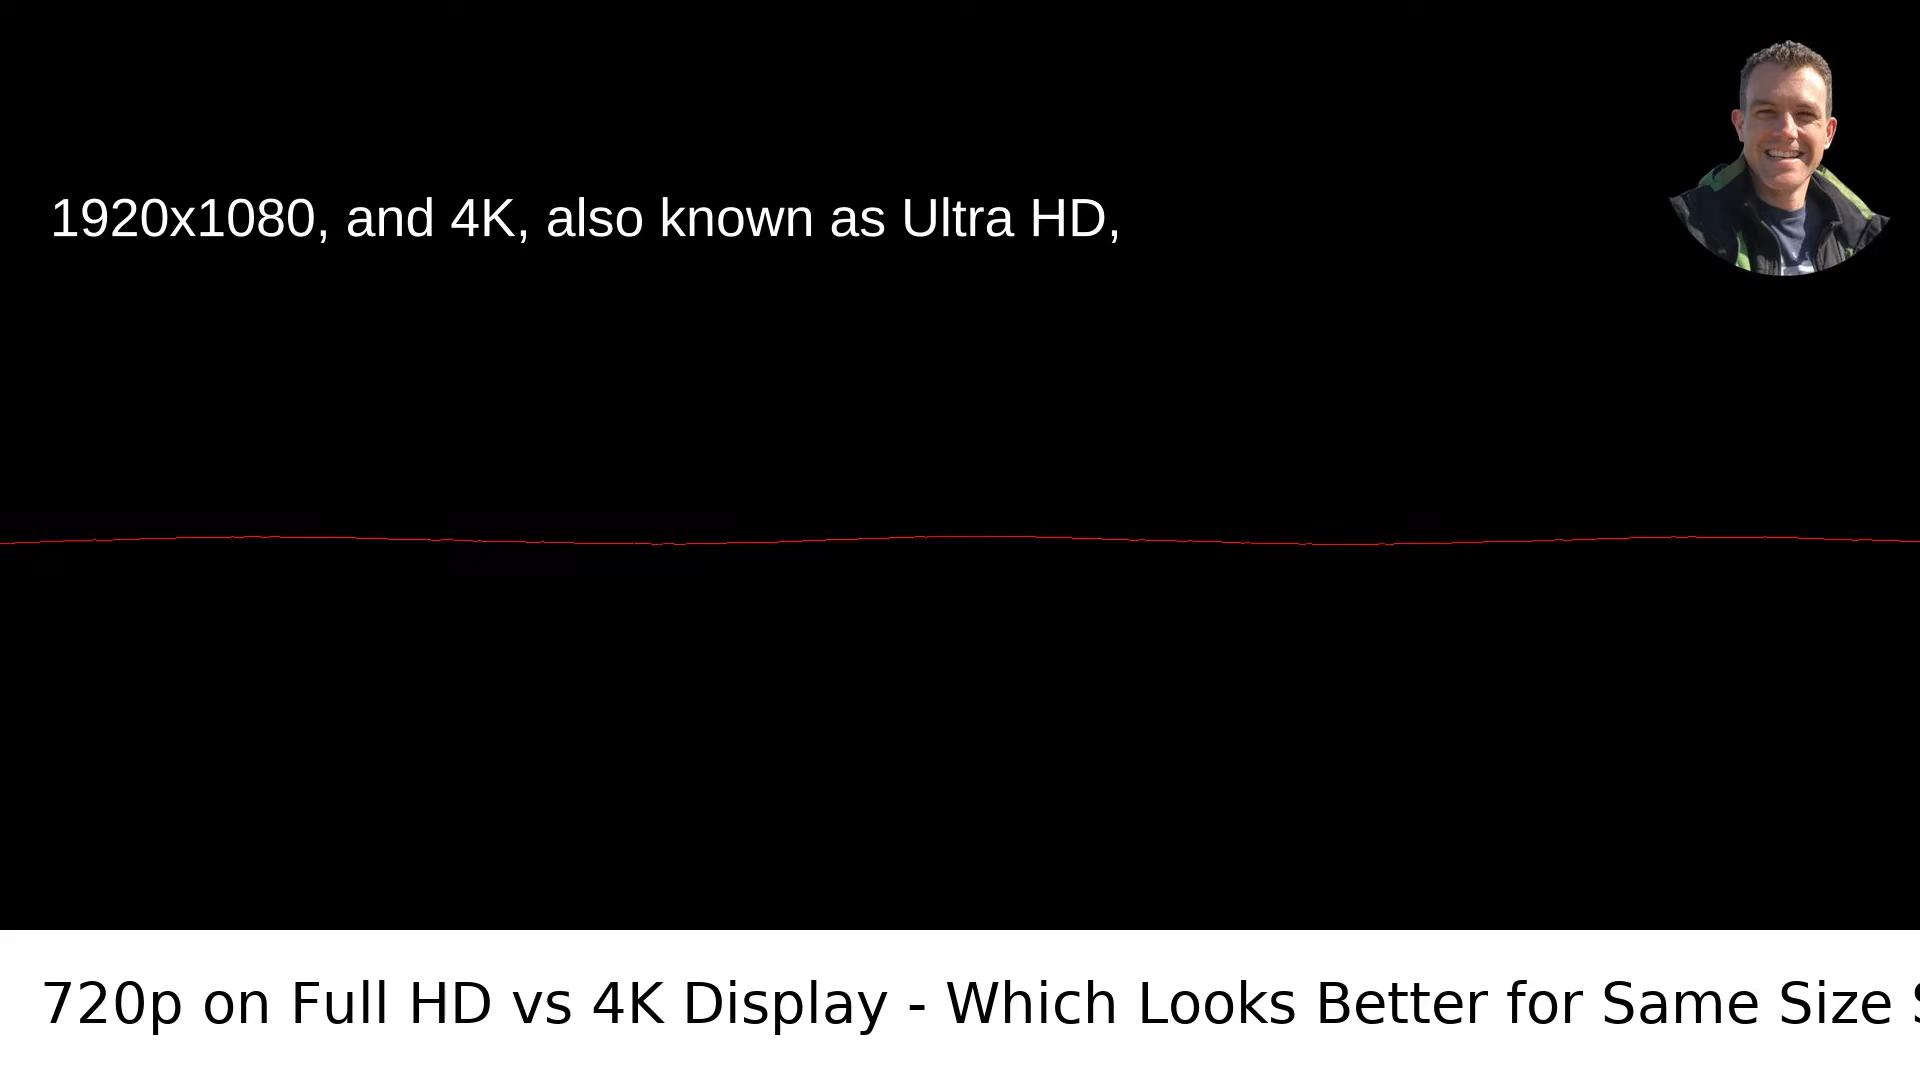 1920x1080, and 4K, also known as Ultra HD,
720p on Full HD vs 4K Display - Which Looks Better for Same Size